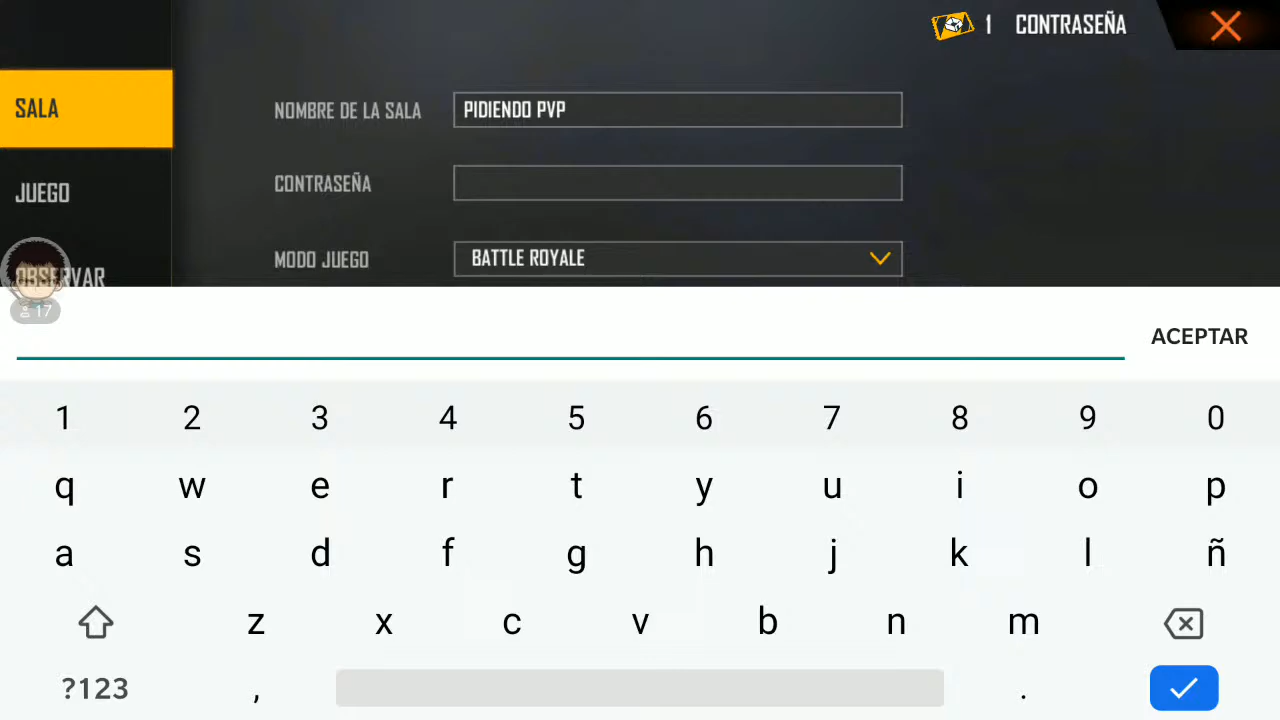 1 CONTRASEÑA
SALA
NOMBRE DE LA SALA PIDIENDO PVP
JUEGO
CONTRASEÑA
OBSERVAR
MODO JUEGO BATTLE ROYALE
17
ACEPTAR
1 2 3 4 5 6 7 8 9 0
q w e r t y u i o p
a s d f g h j k l ñ
z x c v b n m
?123 , .